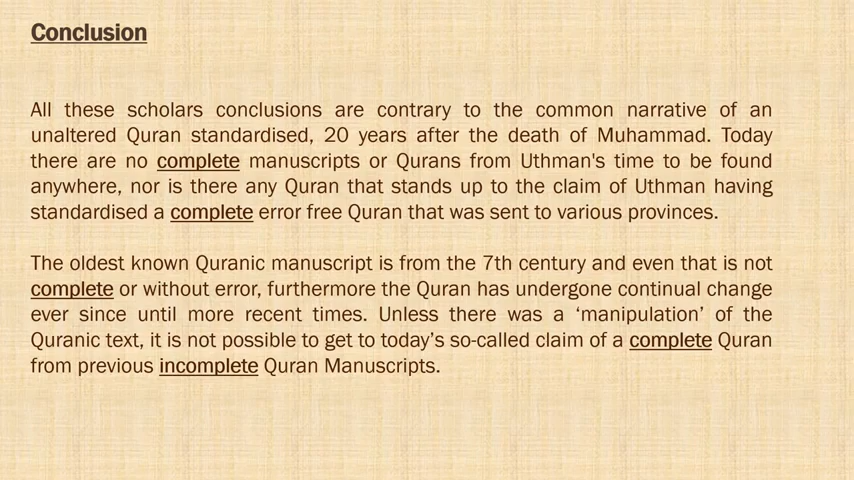 Conclusion
All these scholars conclusions are contrary to the common narrative of an
unaltered Quran standardised, 20 years after the death of Muhammad. Today
there are no complete manuscripts or Qurans from Uthman's time to be found
anywhere, nor is there any Quran that stands up to the claim of Uthman having
standardised a complete error free Quran that was sent to various provinces.
The oldest known Quranic manuscript is from the 7th century and even that is not
complete or without error, furthermore the Quran has undergone continual change
ever since until more recent times. Unless there was a ‘manipulation’ of the
Quranic text, it is not possible to get to today’s so-called claim of a complete Quran
from previous incomplete Quran Manuscripts.